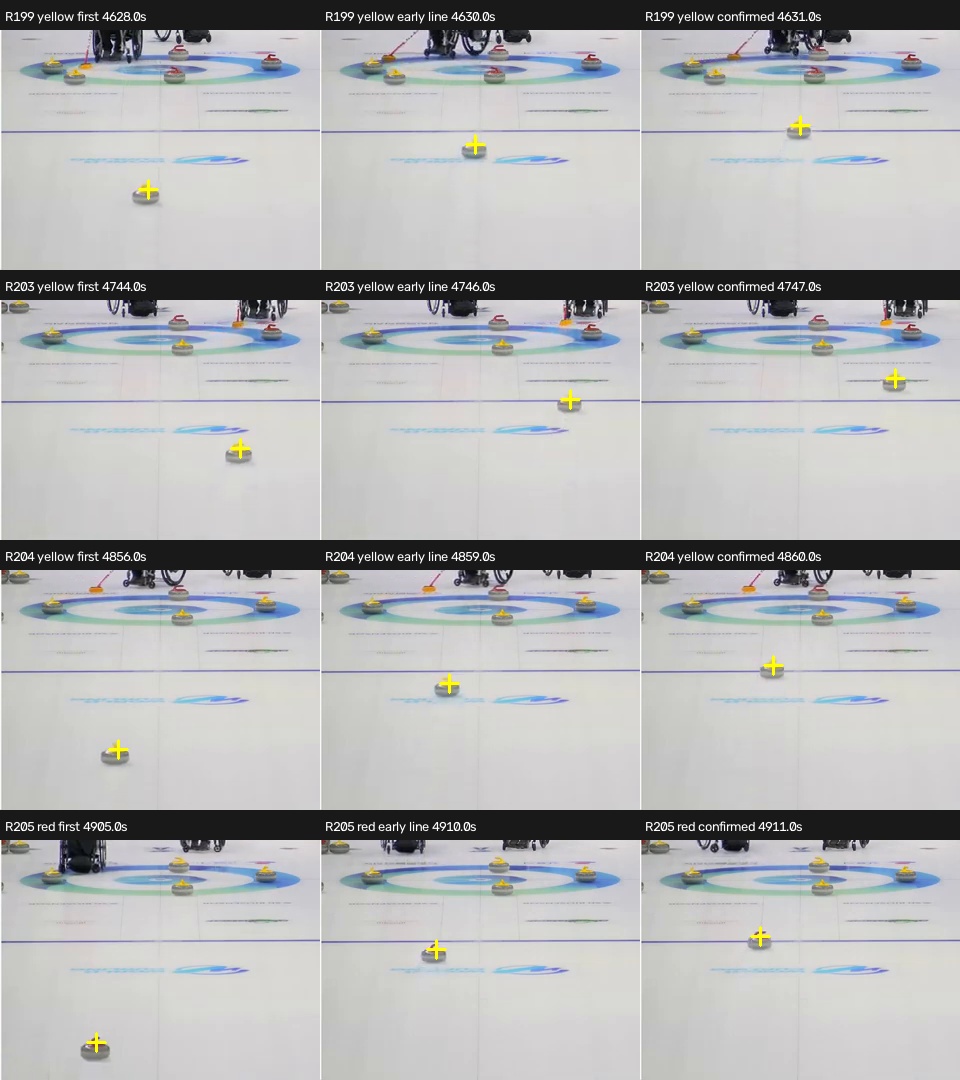 R199 yellow first 4628.0s
R199 yellow early line 4630.0s
R199 yellow confirmed 4631.0s
R203 yellow first 4744.0s
R203 yellow early line 4746.0s
R203 yellow confirmed 4747.0s
R204 yellow first 4856.0s
R204 yellow early line 4859.0s
R204 yellow confirmed 4860.0s
R205 red first 4905.0s
R205 red early line 4910.0s
R205 red confirmed 4911.0s